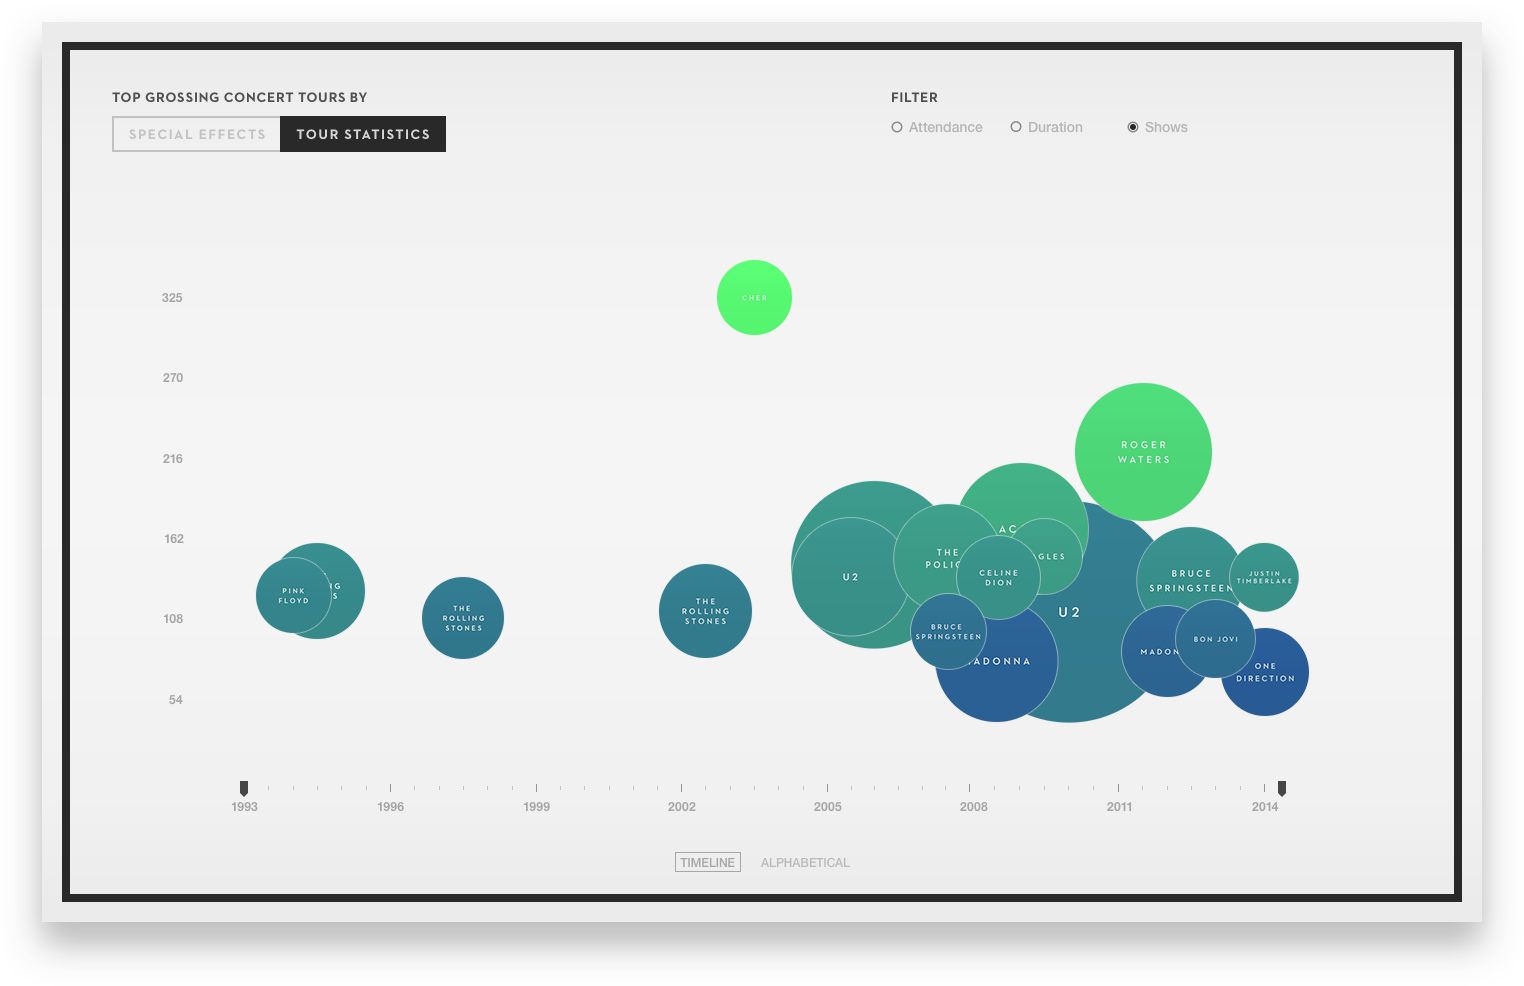 TOP GROSSING CONCERT TOURS BY
FILTER
SPECIAL EFFECTS
TOUR STATISTICS
Attendance
Duration
Shows
325
270
216
162
108
54
CHER
ROGER
WATERS
AC
GLES
THE
POLIC
CELINE
DION
U2
U2
BRUCE
SPRINGSTEEN
JUSTIN
TIMBERLAKE
NG
S
PINK
FLOYD
THE
ROLLING
STONES
THE
ROLLING
STONES
BRUCE
SPRINGSTEEN
ADONNA
MADON
BON JOVI
ONE
DIRECTION
1993
1996
1999
2002
2005
2008
2011
2014
TIMELINE
ALPHABETICAL